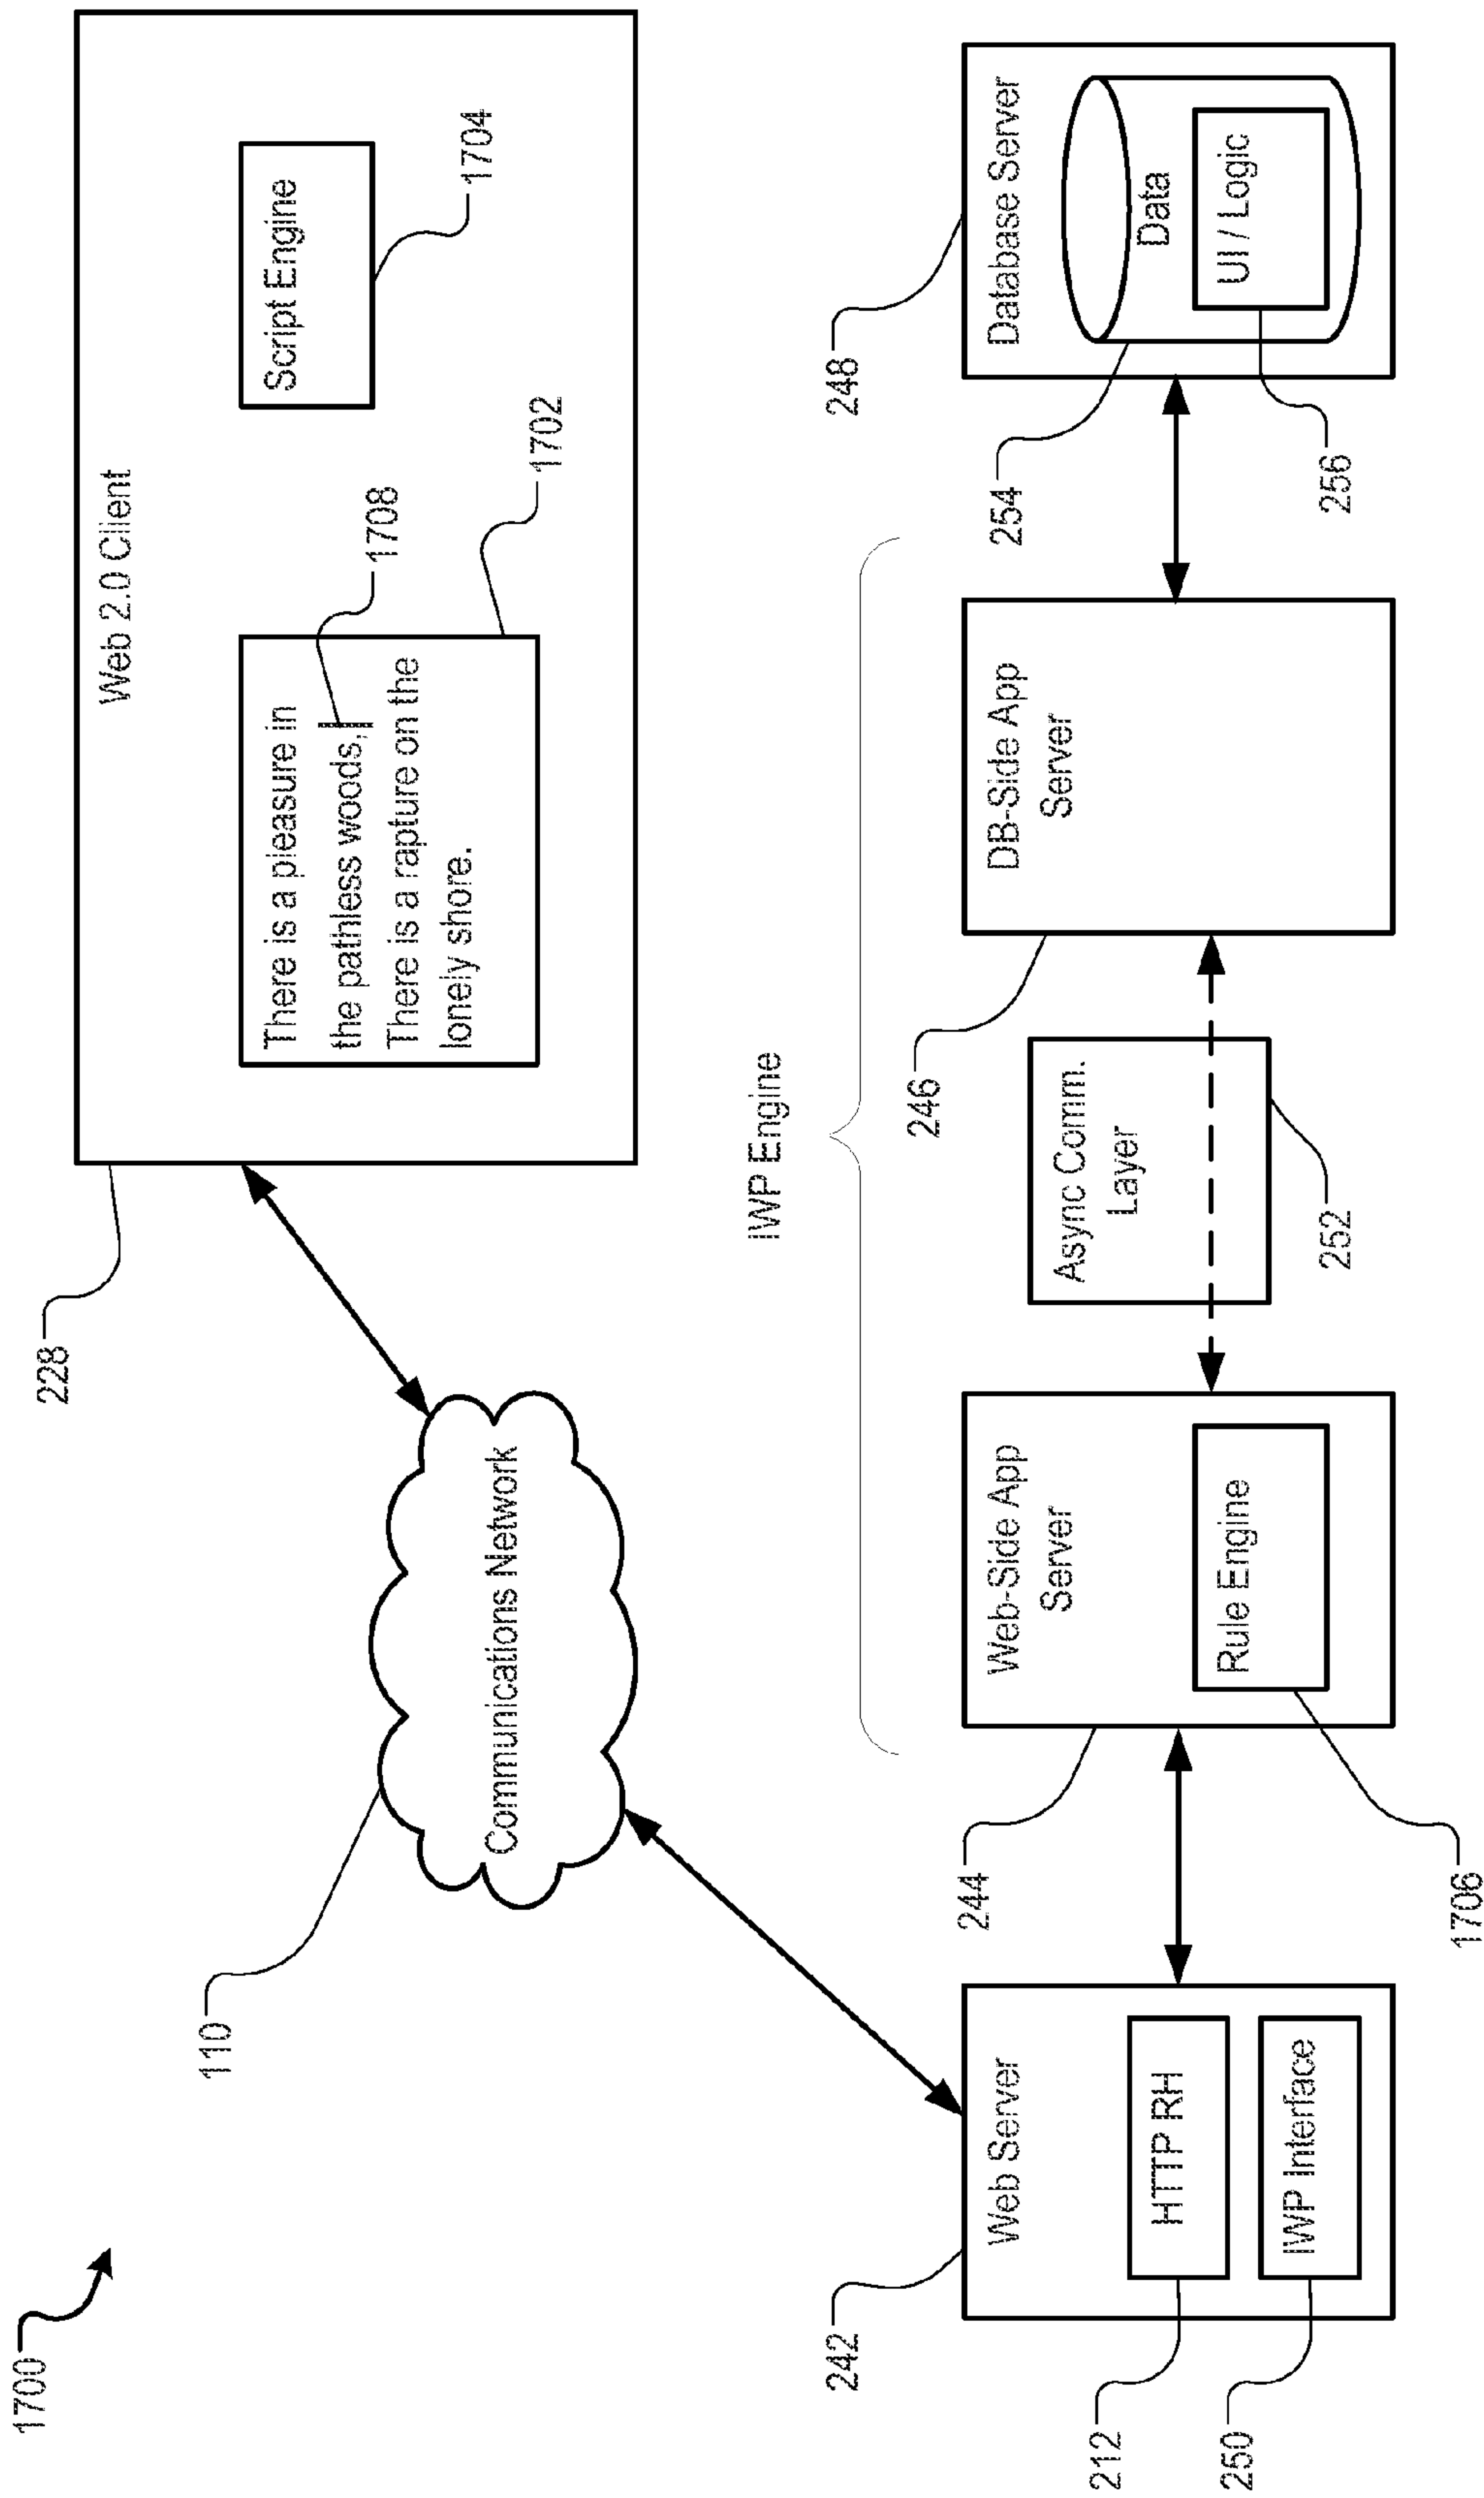 1700
228
Web 2.0 Client
There is a pleasure in
the pathless woods,
There is a rapture on the
lonely shore.
1708
1702
Script Engine
1704
110
Communications Network
IWP Engine
242
Web Server
HTTP RH
IWP Interface
212
250
244
Web-Side App
Server
Rule Engine
1706
Async Comm.
Layer
252
246
DB-Side App
Server
248
Database Server
Data
UI / Logic
254
256